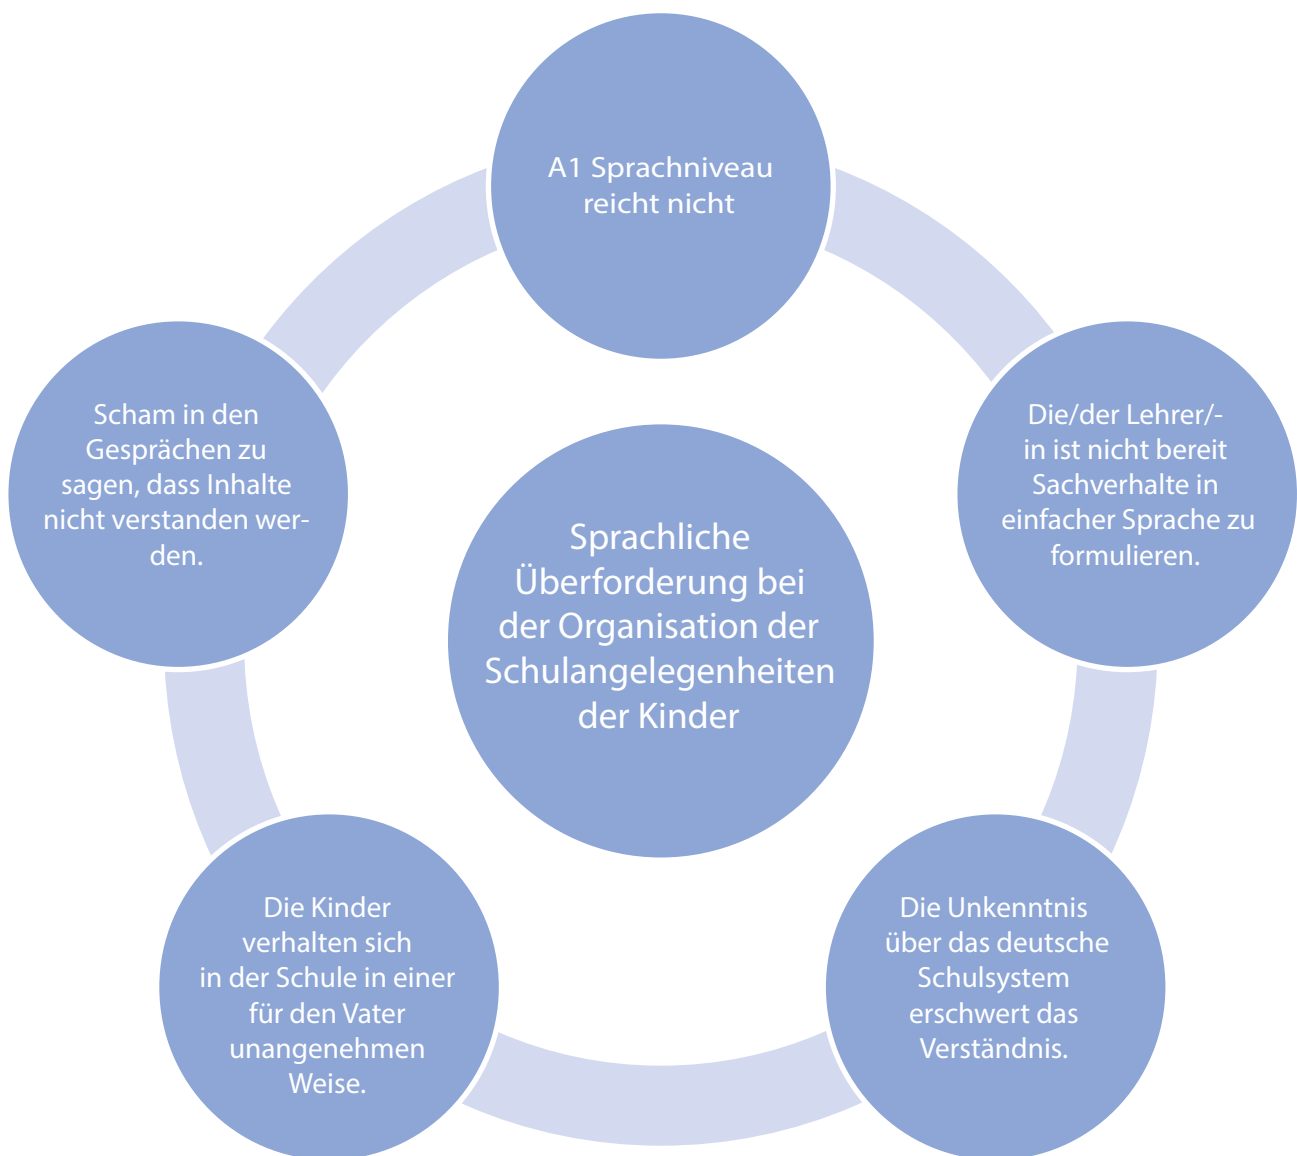 A1 Sprachniveau
reicht nicht
Die/der Lehrer/-
in ist nicht bereit
Sachverhalte in
einfacher Sprache zu
formulieren.
Die Unkenntnis
über das deutsche
Schulsystem
erschwert das
Verständnis.
Die Kinder
verhalten sich
in der Schule in einer
für den Vater
unangenehmen
Weise.
Scham in den
Gesprächen zu
sagen, dass Inhalte
nicht verstanden wer-
den.
Sprachliche
Überforderung bei
der Organisation der
Schulangelegenheiten
der Kinder